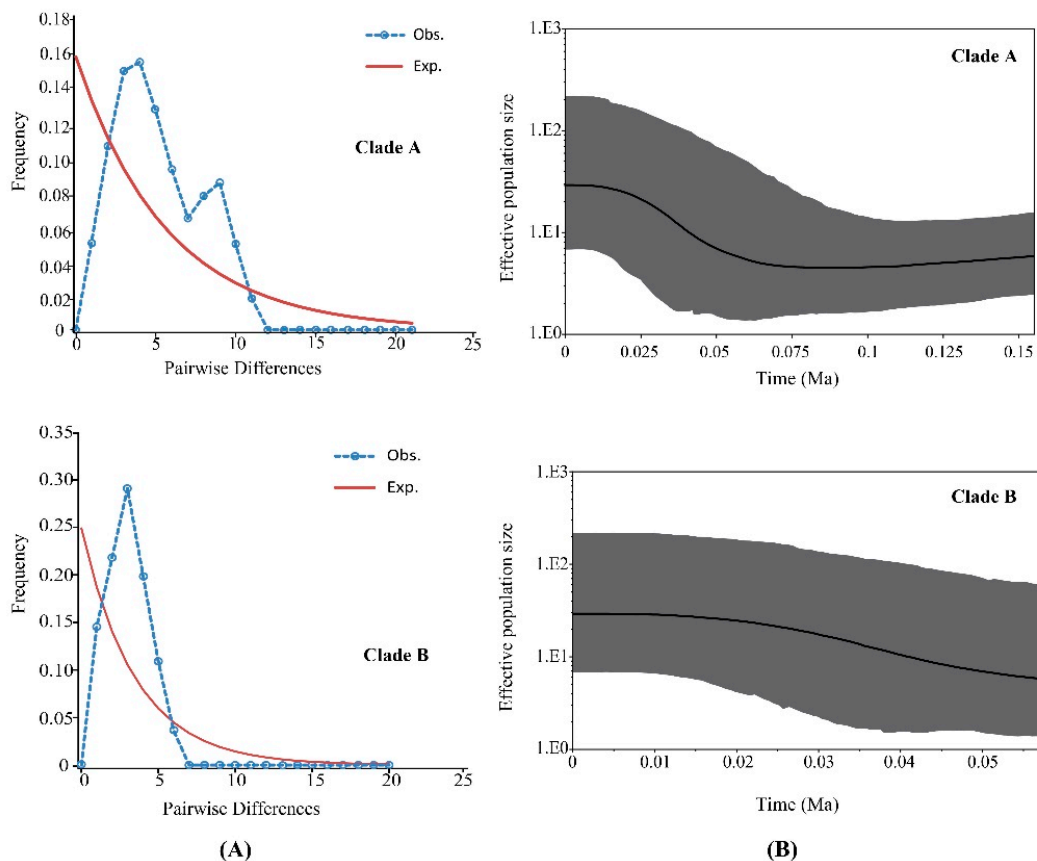 0.18
0.16
0.14
0.12
0.10
0.08
0.06
0.04
0.02
0
Frequency
Obs.
Exp.
Clade A
0 5 10 15 20 25
Pairwise Differences
1.E3
1.E2
1.E1
1.E0
Effective population size
Clade A
0 0.025 0.05 0.075 0.1 0.125 0.15
Time (Ma)
0.35
0.30
0.25
0.20
0.15
0.10
0.05
0
Frequency
Obs.
Exp.
Clade B
0 5 10 15 20 25
Pairwise Differences
1.E3
1.E2
1.E1
1.E0
Effective population size
Clade B
0 0.01 0.02 0.03 0.04 0.05
Time (Ma)
(A)
(B)